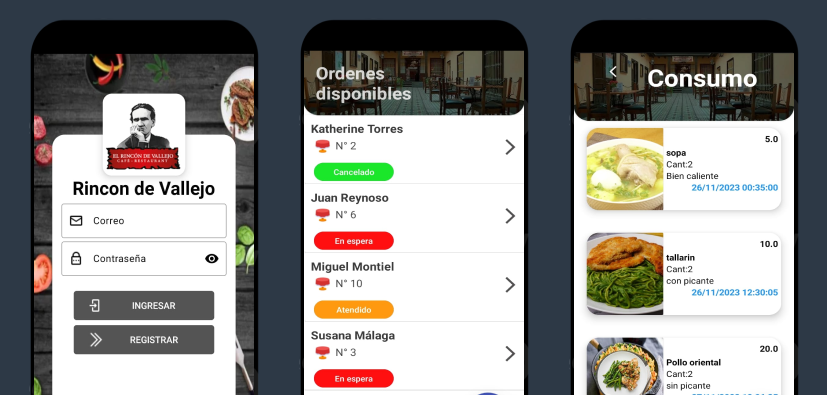 EL RINCÓN DE VALLEJO
CAFÉ - RESTAURANT
Rincon de Vallejo
Correo
Contraseña
INGRESAR
REGISTRAR
Ordenes
disponibles
Katherine Torres
N° 2
Cancelado
Juan Reynoso
N° 6
En espera
Miguel Montiel
N° 10
Atendido
Susana Málaga
N° 3
En espera
Consumo
5.0
sopa
Cant:2
Bien caliente
26/11/2023 00:35:00
10.0
tallarin
Cant:2
con picante
26/11/2023 12:30:05
20.0
Pollo oriental
Cant:2
sin picante